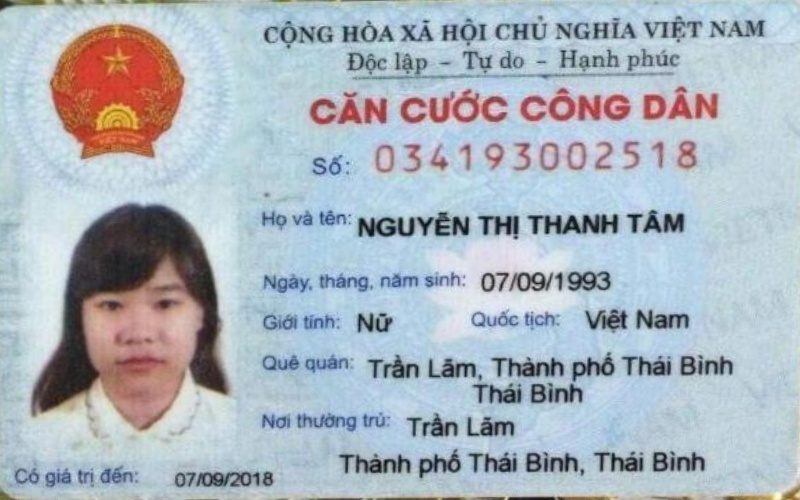 CỘNG HÒA XÃ HỘI CHỦ NGHĨA VIỆT NAM
Độc lập - Tự do - Hạnh phúc
CĂN CƯỚC CÔNG DÂN
Số: 034193002518
Họ và tên: NGUYỄN THỊ THANH TÂM
Ngày, tháng, năm sinh: 07/09/1993
Giới tính: Nữ Quốc tịch: Việt Nam
Quê quán: Trần Lãm, Thành phố Thái Bình
Thái Bình
Nơi thường trú: Trần Lãm
Thành phố Thái Bình, Thái Bình
Có giá trị đến: 07/09/2018
VIỆT NAM